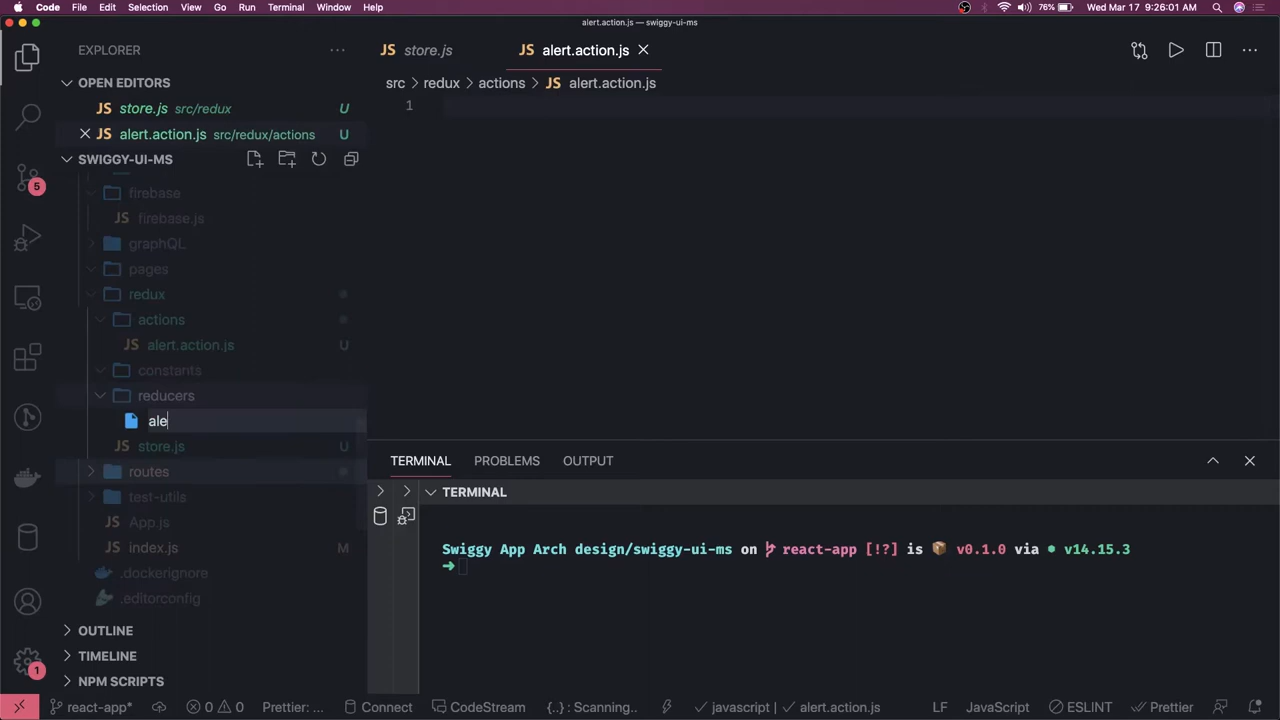 Code File Edit Selection View Go Run Terminal Window Help 76% Wed Mar 17 9:26:01 AM
alert.action.js — swiggy-ui-ms
EXPLORER
JS store.js
JS alert.action.js
OPEN EDITORS
src > redux > actions > JS alert.action.js
JS store.js src/redux U
1
JS alert.action.js src/redux/actions U
SWIGGY-UI-MS
5
firebase
JS firebase.js
graphQL
pages
redux
actions
JS alert.action.js U
constants
reducers
ale
JS store.js U
routes
test-utils
JS App.js
JS index.js M
.dockerignore
.editorconfig
OUTLINE
TIMELINE
NPM SCRIPTS
1
TERMINAL PROBLEMS OUTPUT
TERMINAL
Swiggy App Arch design/swiggy-ui-ms on react-app [!?] is 📦 v0.1.0 via ● v14.15.3
➜
react-app* 0 0 Prettier: ... Connect CodeStream {..} : Scanning... javascript | alert.action.js LF JavaScript ESLINT Prettier